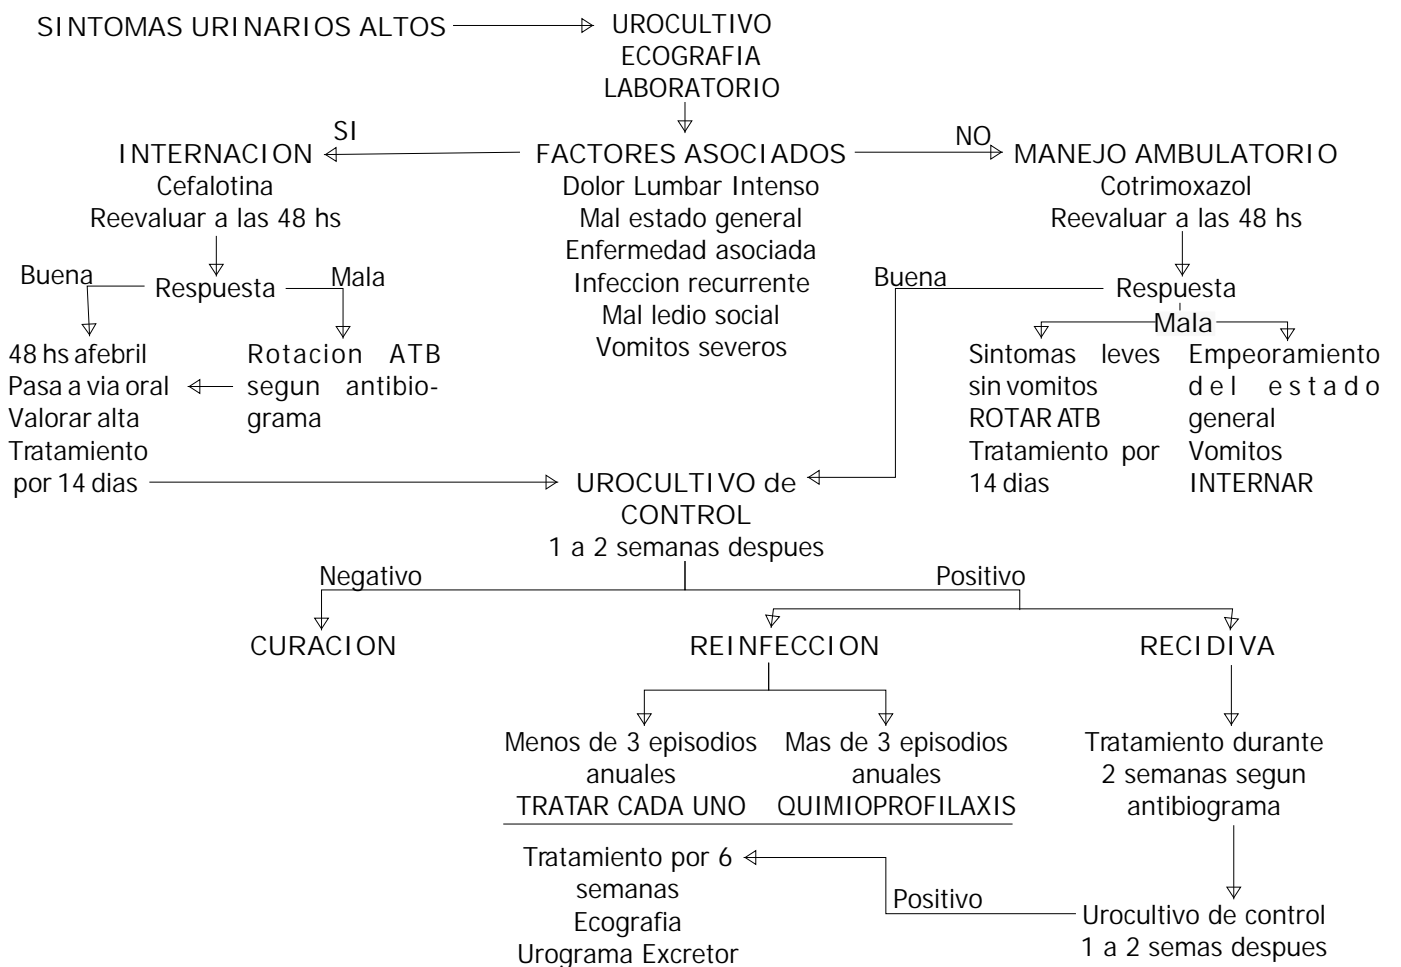 SINTOMAS URINARIOS ALTOS
UROCULTIVO
ECOGRAFIA
LABORATORIO
SI
NO
INTERNACION
Cefalotina
Reevaluar a las 48 hs
FACTORES ASOCIADOS
Dolor Lumbar Intenso
Mal estado general
Enfermedad asociada
Infeccion recurrente
Mal ledio social
Vomitos severos
MANEJO AMBULATORIO
Cotrimoxazol
Reevaluar a las 48 hs
Buena
Respuesta
Mala
Buena
Respuesta
Mala
48 hs afebril
Pasa a via oral
Valorar alta
Tratamiento
por 14 dias
Rotacion ATB
segun antibio-
grama
Sintomas leves
sin vomitos
ROTAR ATB
Tratamiento por
14 dias
Empeoramiento
del estado
general
Vomitos
INTERNAR
UROCULTIVO de
CONTROL
1 a 2 semanas despues
Negativo
Positivo
CURACION
REINFECCION
RECIDIVA
Menos de 3 episodios
anuales
TRATAR CADA UNO
Mas de 3 episodios
anuales
QUIMIOPROFILAXIS
Tratamiento durante
2 semanas segun
antibiograma
Tratamiento por 6
semanas
Ecografia
Urograma Excretor
Positivo
Urocultivo de control
1 a 2 semas despues